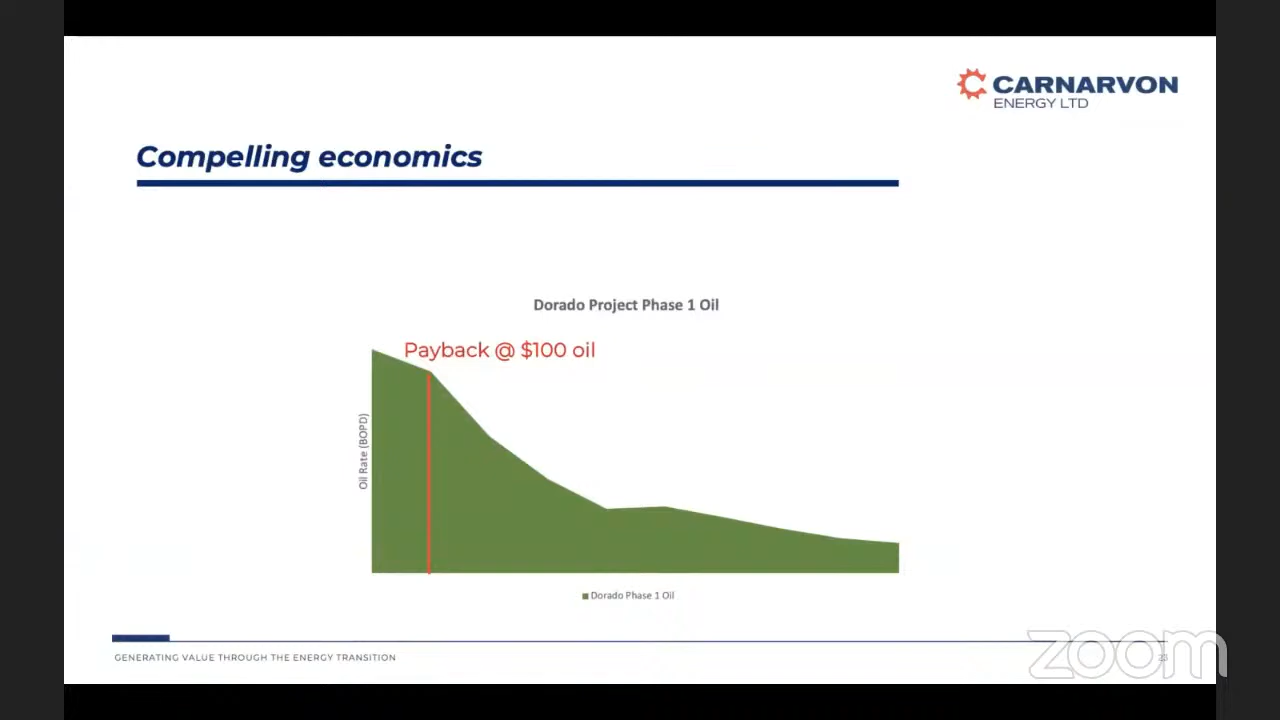 CARNARVON
ENERGY LTD
Compelling economics
Dorado Project Phase 1 Oil
Payback @ $100 oil
Oil Rate (BOPD)
Dorado Phase 1 Oil
GENERATING VALUE THROUGH THE ENERGY TRANSITION
23
zoom